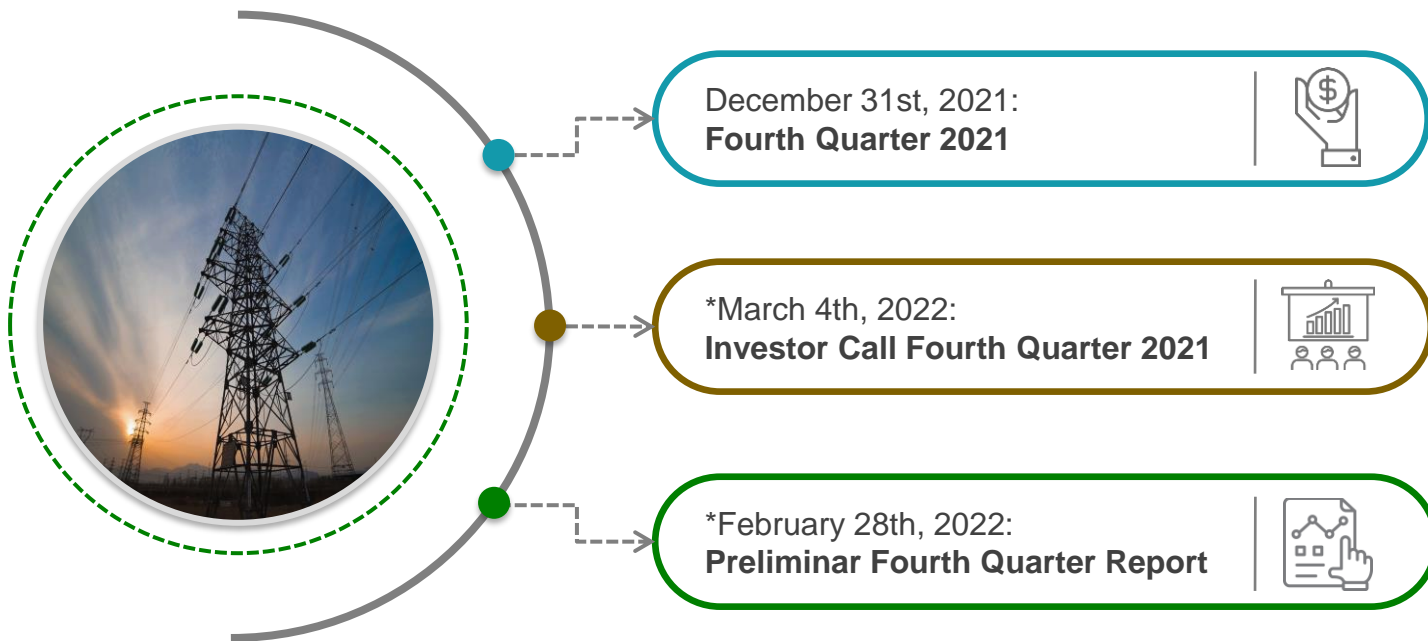 December 31st, 2021:
Fourth Quarter 2021
$
*March 4th, 2022:
Investor Call Fourth Quarter 2021
*February 28th, 2022:
Preliminar Fourth Quarter Report